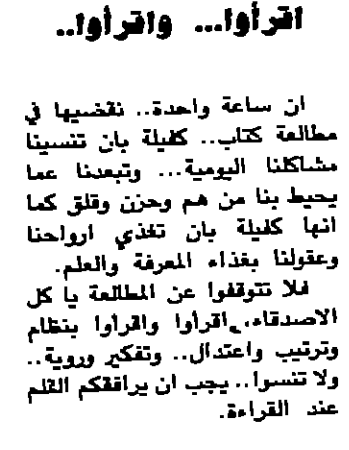 اقرأوا... واقرأوا..
ان ساعة واحدة.. نقضيها في
مطالعة كتاب.. كفيلة بان تنسينا
مشاكلنا اليومية... وتبعدنا عما
يحيط بنا من هم وحزن وقلق كما
انها كفيلة بان تغذي ارواحنا
وعقولنا بغذاء المعرفة والعلم.
فلا تتوقفوا عن المطالعة يا كل
الاصدقاء، اقرأوا واقرأوا بنظام
وترتيب واعتدال.. وتفكير وروية..
ولا تنسوا.. يجب ان يرافقكم القلم
عند القراءة.